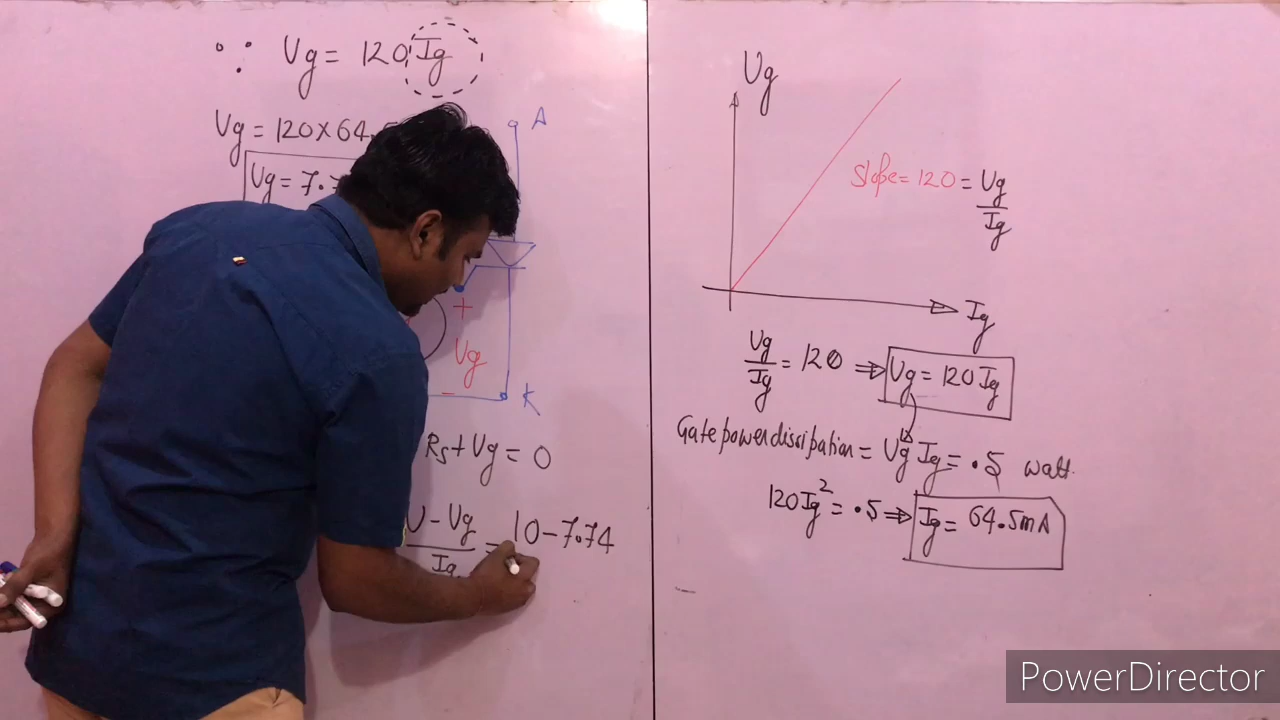 ∵ Vg = 120 Ig
Vg = 120 × 64.
Vg = 7.7
A
+
Vg
-
K
Rs + Vg = 0
- Vg / Ig = 10 - 7.74
Vg
Slope = 120 = Vg / Ig
Ig
Vg / Ig = 120 ⇒ Vg = 120 Ig
Gate power dissipation = Vg Ig = .5 watt.
120 Ig² = .5 ⇒ Ig = 64.5 mA
PowerDirector